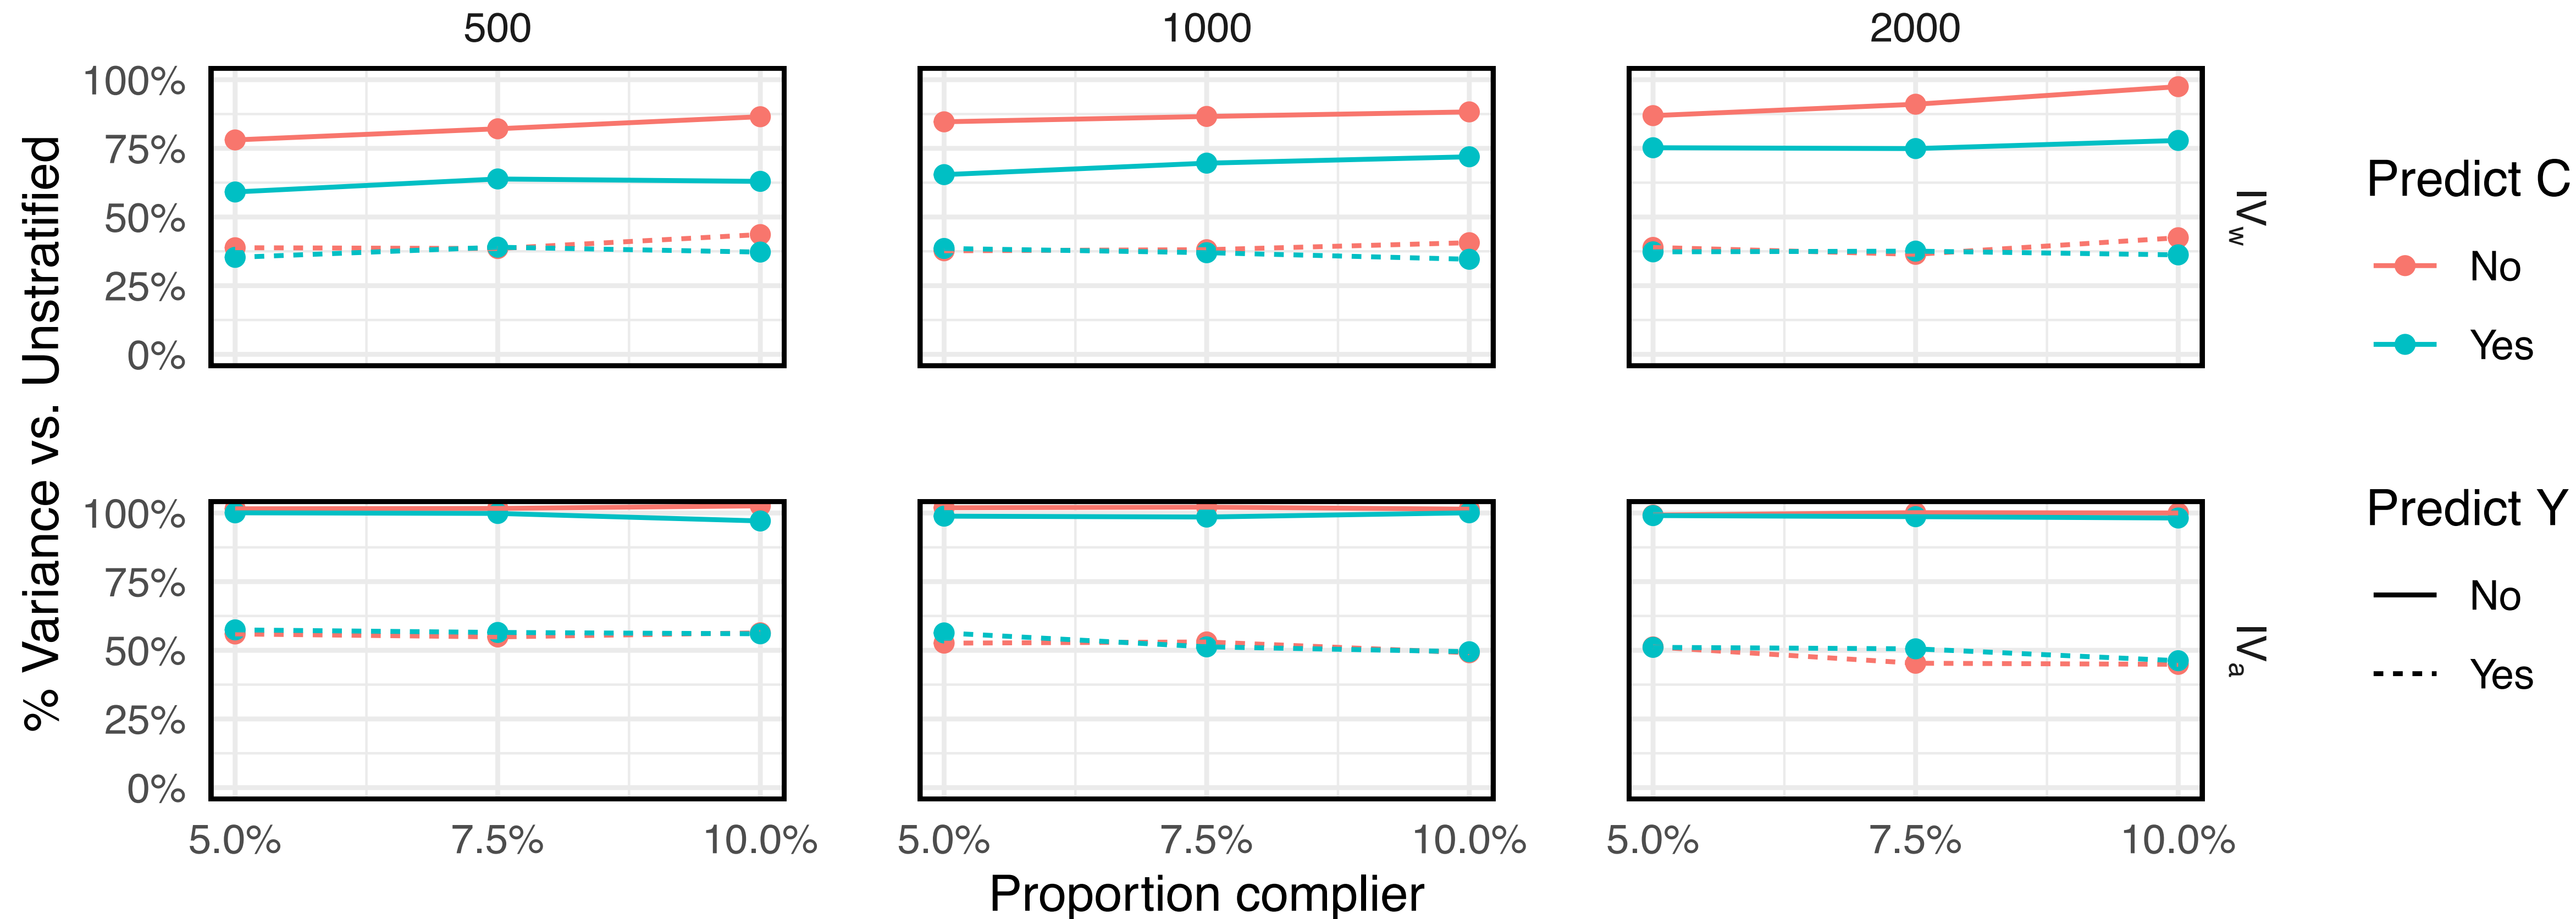 500 1000 2000
% Variance vs. Unstratified
100%
75%
50%
25%
0%
IVw
100%
75%
50%
25%
0%
IVa
5.0% 7.5% 10.0% 5.0% 7.5% 10.0% 5.0% 7.5% 10.0%
Proportion complier
Predict C
No
Yes
Predict Y
No
Yes